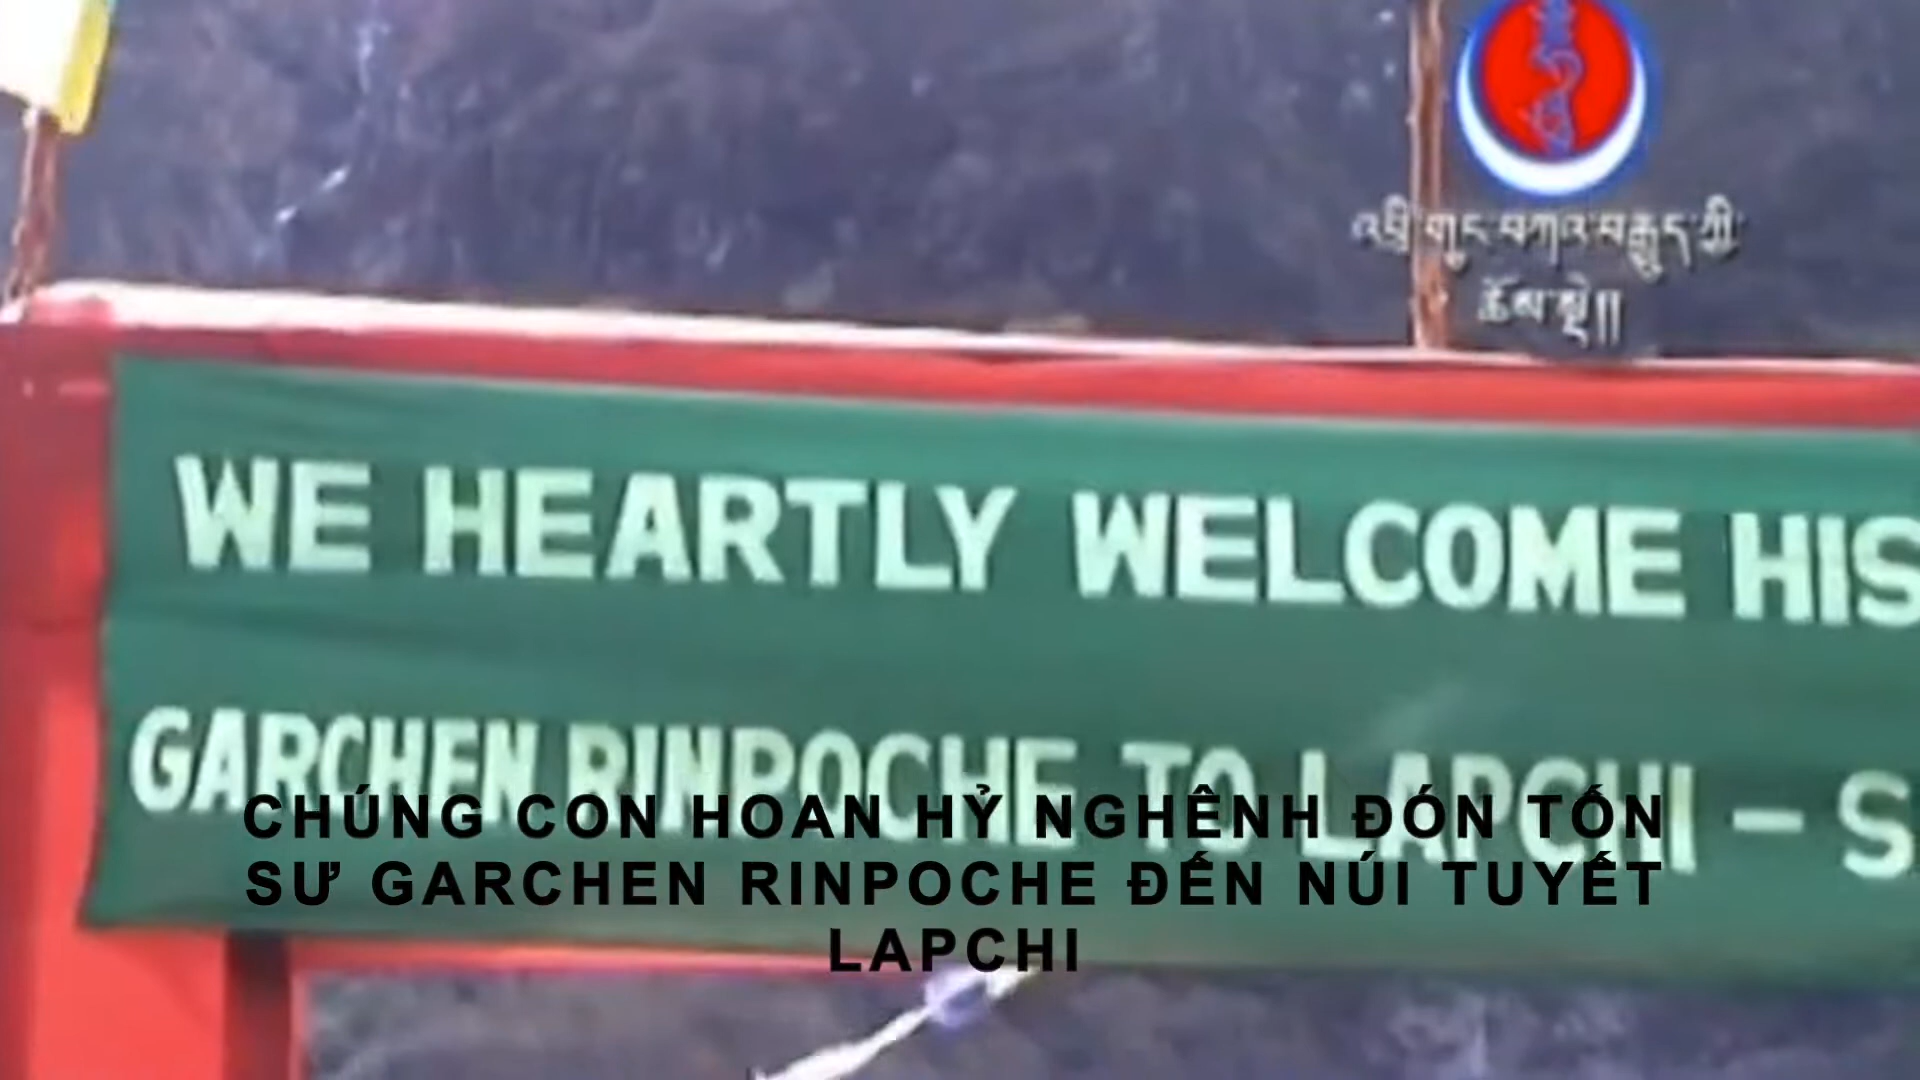 འབྲི་གུང་བཀའ་བརྒྱུད་ཀྱི་
ཆོས་སྡེ།།
WE HEARTLY WELCOME HIS
GARCHEN RINPOCHE TO LAPCHI – S
CHÚNG CON HOAN HỶ NGHÊNH ĐÓN TỐN
SƯ GARCHEN RINPOCHE ĐẾN NÚI TUYẾT
LAPCHI